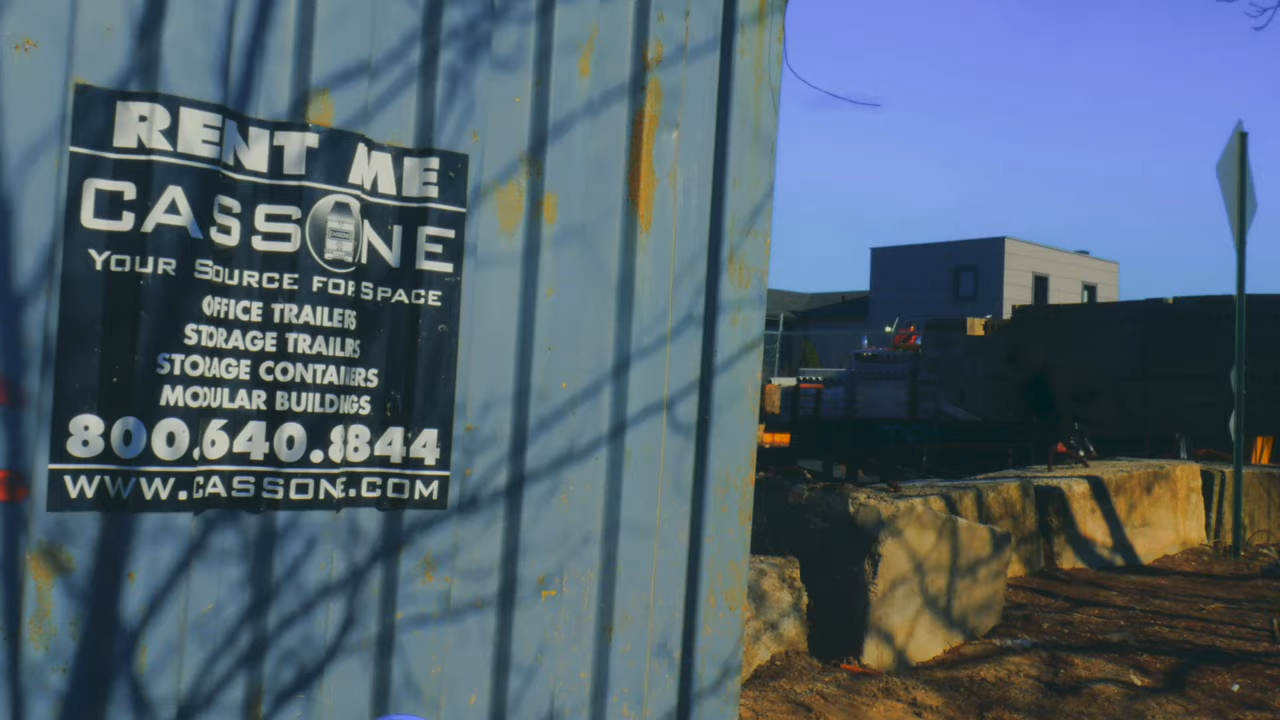 RENT ME
CASSONE
YOUR SOURCE FOR SPACE
OFFICE TRAILERS
STORAGE TRAILRS
STORAGE CONTAINERS
MODULAR BUILDINGS
800.640.8844
WWW.CASSONE.COM